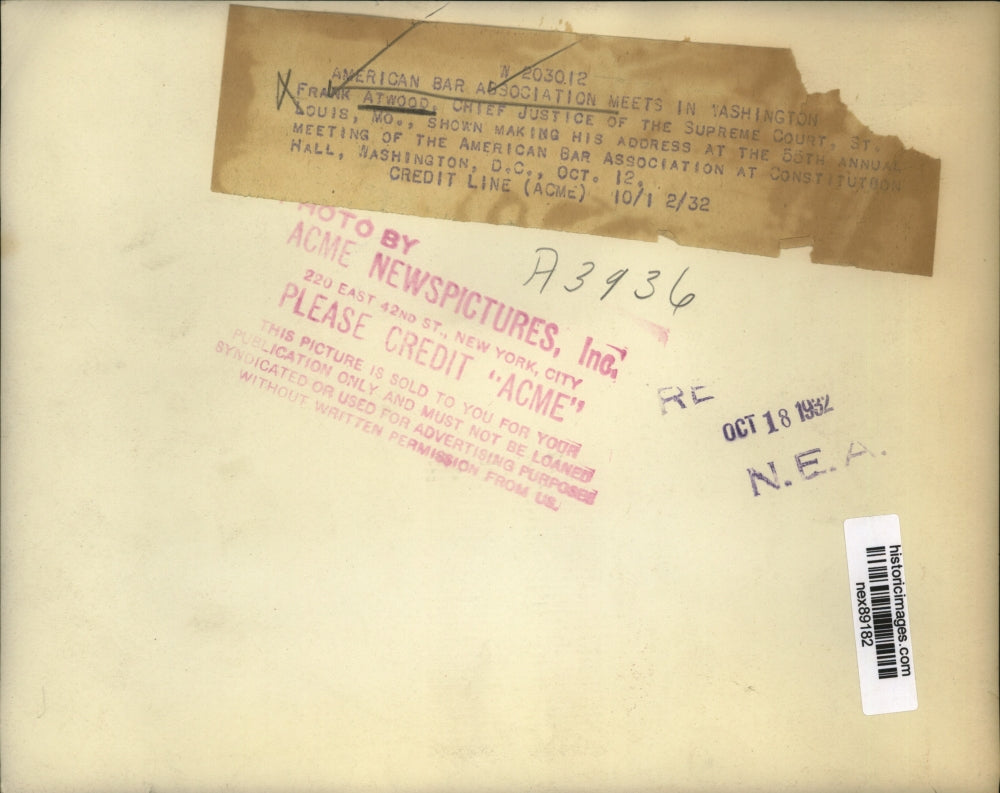 W 203012
AMERICAN BAR ASSOCIATION MEETS IN WASHINGTON
FRANK ATWOOD, CHIEF JUSTICE OF THE SUPREME COURT, ST.
LOUIS, MO., SHOWN MAKING HIS ADDRESS AT THE 55TH ANNUAL
MEETING OF THE AMERICAN BAR ASSOCIATION AT CONSTITUTION
HALL, WASHINGTON, D.C., OCT. 12.
CREDIT LINE (ACME) 10/1 2/32
A3936
PHOTO BY
ACME NEWSPICTURES, Inc.
220 EAST 42ND ST., NEW YORK, CITY
PLEASE CREDIT "ACME"
THIS PICTURE IS SOLD TO YOU FOR YOUR
PUBLICATION ONLY AND MUST NOT BE LOANED
SYNDICATED OR USED FOR ADVERTISING PURPOSES
WITHOUT WRITTEN PERMISSION FROM US.
RE
OCT 18 1932
N.E.A.
historicimages.com
nex89182